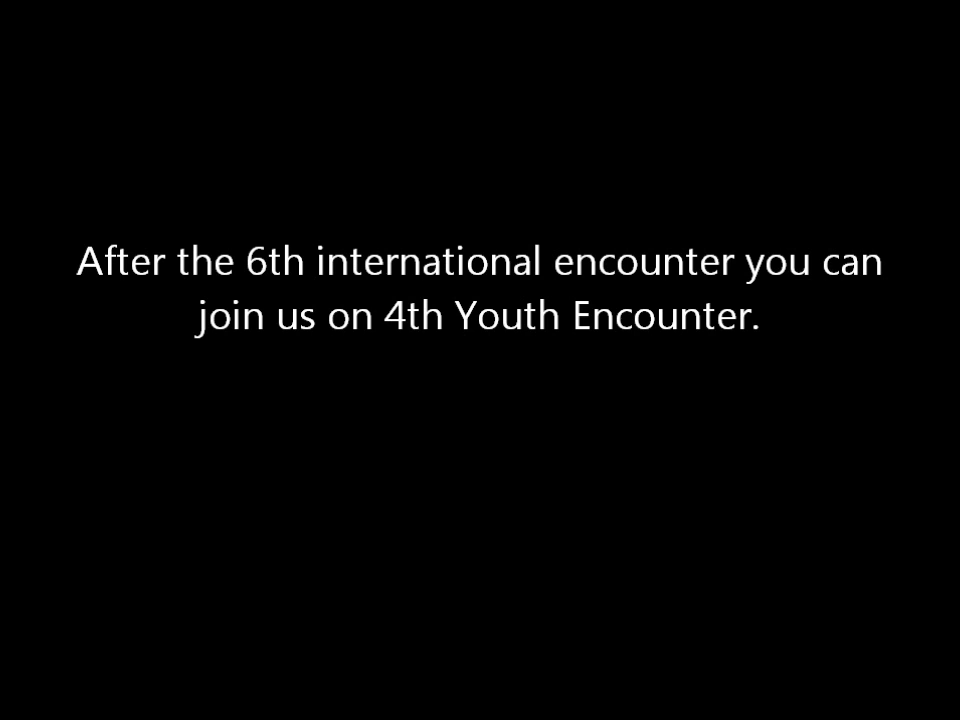 After the 6th international encounter you can
join us on 4th Youth Encounter.